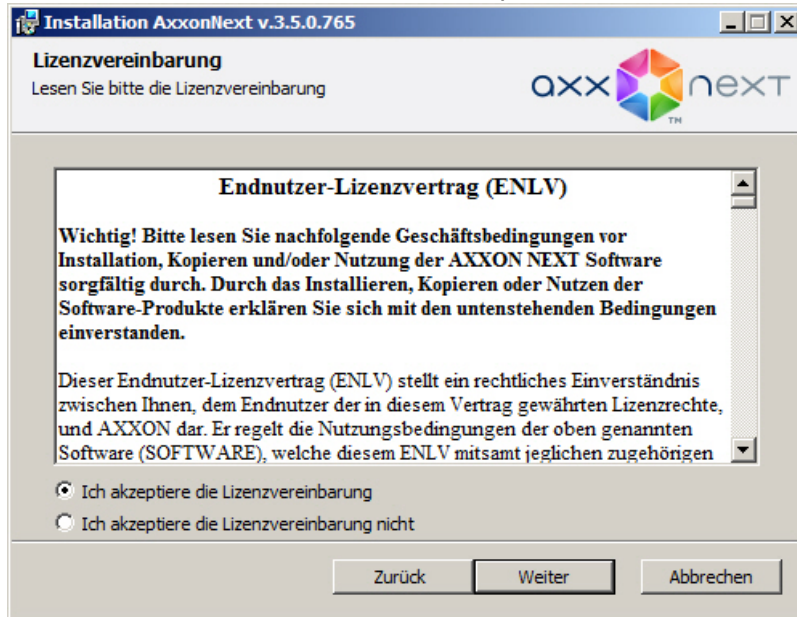 Installation AxxonNext v.3.5.0.765
Lizenzvereinbarung
Lesen Sie bitte die Lizenzvereinbarung
axx next
TM
Endnutzer-Lizenzvertrag (ENLV)
Wichtig! Bitte lesen Sie nachfolgende Geschäftsbedingungen vor
Installation, Kopieren und/oder Nutzung der AXXON NEXT Software
sorgfältig durch. Durch das Installieren, Kopieren oder Nutzen der
Software-Produkte erklären Sie sich mit den untenstehenden Bedingungen
einverstanden.
Dieser Endnutzer-Lizenzvertrag (ENLV) stellt ein rechtliches Einverständnis
zwischen Ihnen, dem Endnutzer der in diesem Vertrag gewährten Lizenzrechte,
und AXXON dar. Er regelt die Nutzungsbedingungen der oben genannten
Software (SOFTWARE), welche diesem ENLV mitsamt jeglichen zugehörigen
Ich akzeptiere die Lizenzvereinbarung
Ich akzeptiere die Lizenzvereinbarung nicht
Zurück
Weiter
Abbrechen